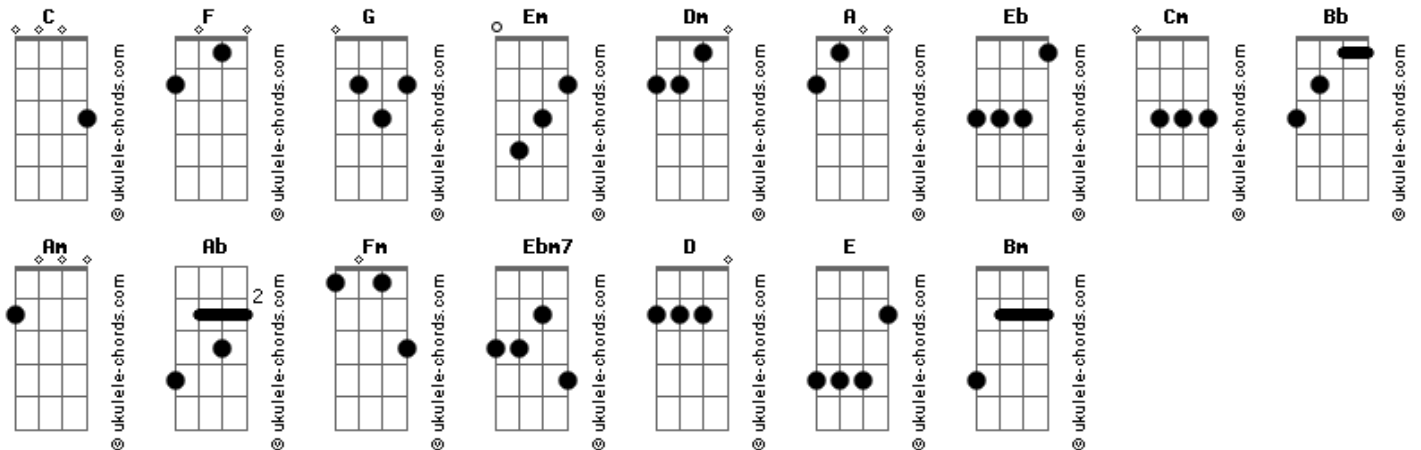 C F G Em Dm A Eb Cm Bb
© ukulele-chords.com © ukulele-chords.com © ukulele-chords.com © ukulele-chords.com © ukulele-chords.com © ukulele-chords.com © ukulele-chords.com © ukulele-chords.com © ukulele-chords.com
Am Ab Fm Ebm7 D E Bm
2
© ukulele-chords.com © ukulele-chords.com © ukulele-chords.com © ukulele-chords.com © ukulele-chords.com © ukulele-chords.com © ukulele-chords.com